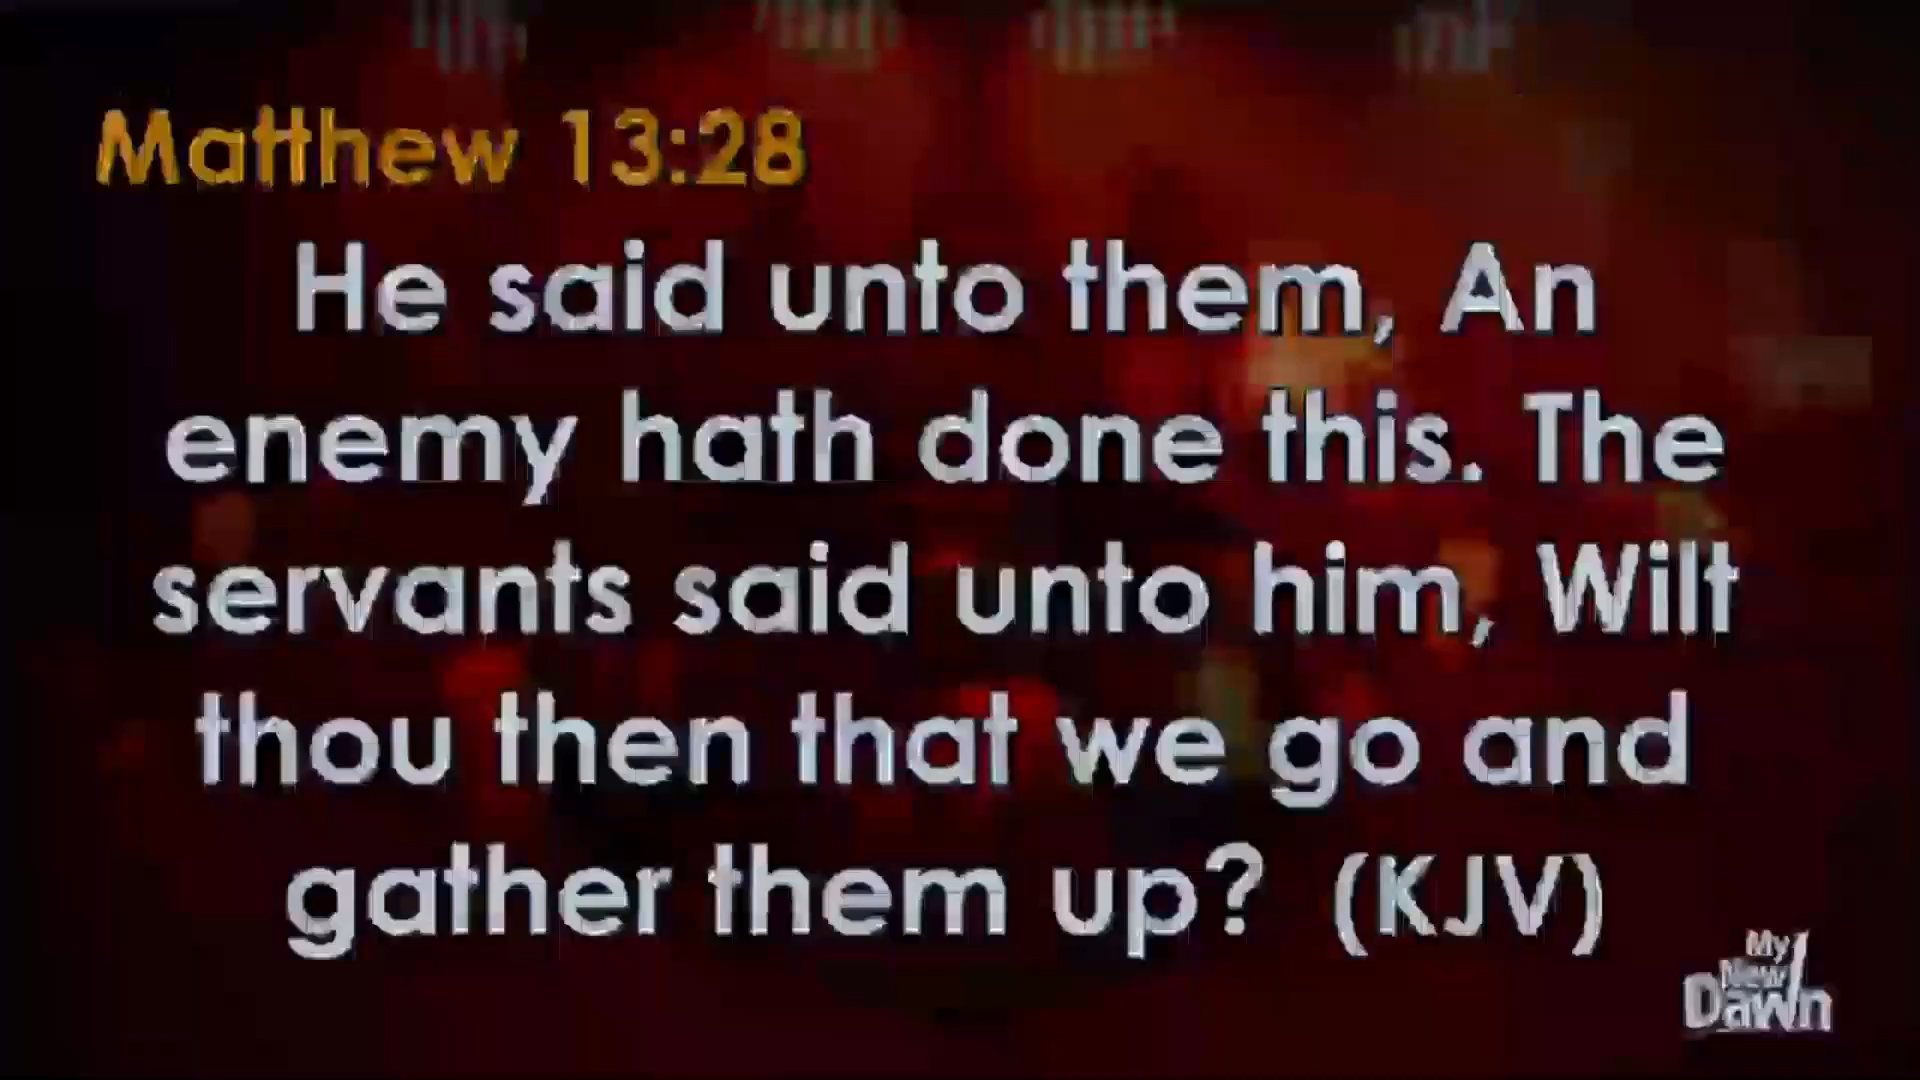 Matthew 13:28
He said unto them, An
enemy hath done this. The
servants said unto him, Wilt
thou then that we go and
gather them up? (KJV)
My
New
Dawn